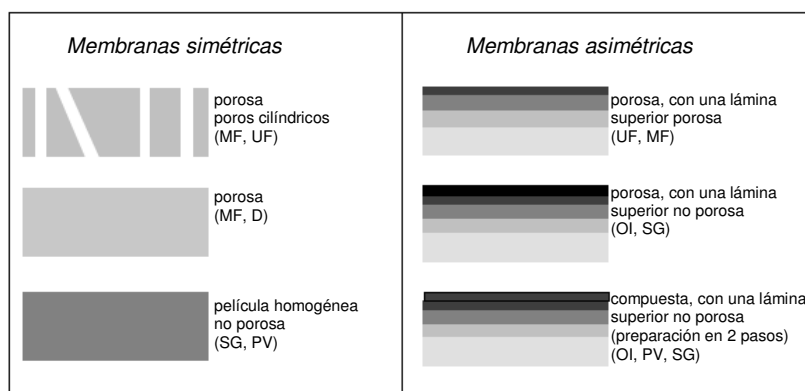 Membranas simétricas
porosa
poros cilíndricos
(MF, UF)
porosa
(MF, D)
película homogénea
no porosa
(SG, PV)
Membranas asimétricas
porosa, con una lámina
superior porosa
(UF, MF)
porosa, con una lámina
superior no porosa
(OI, SG)
compuesta, con una lámina
superior no porosa
(preparación en 2 pasos)
(OI, PV, SG)